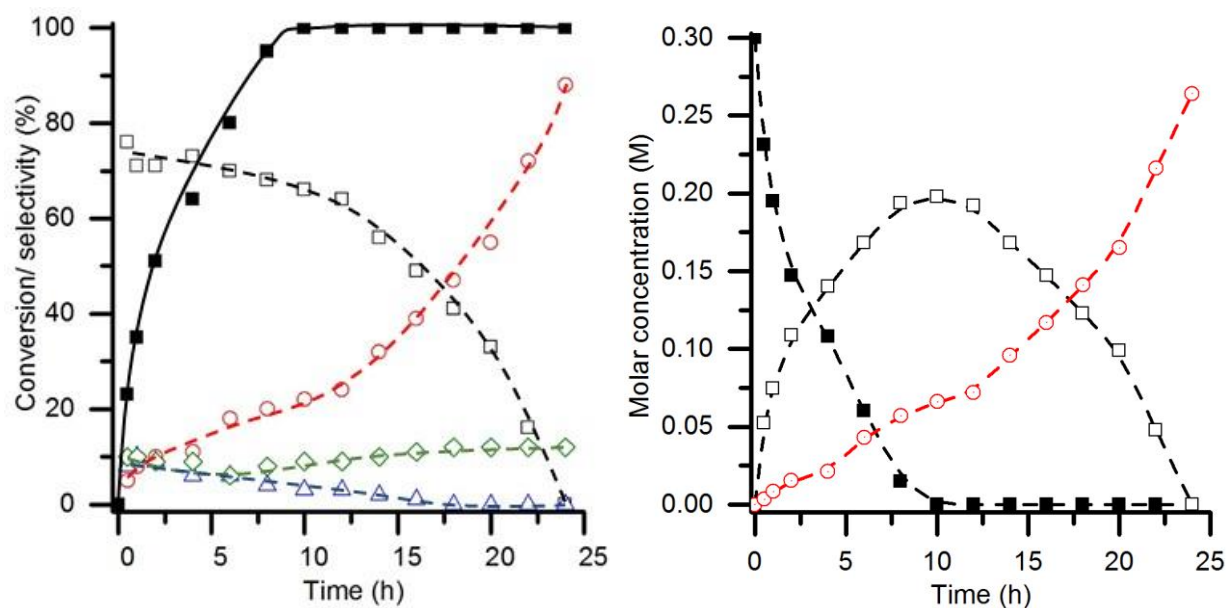 Conversion/ selectivity (%)
100
80
60
40
20
0
0 5 10 15 20 25
Time (h)
Molar concentration (M)
0.30
0.25
0.20
0.15
0.10
0.05
0.00
0 5 10 15 20 25
Time (h)